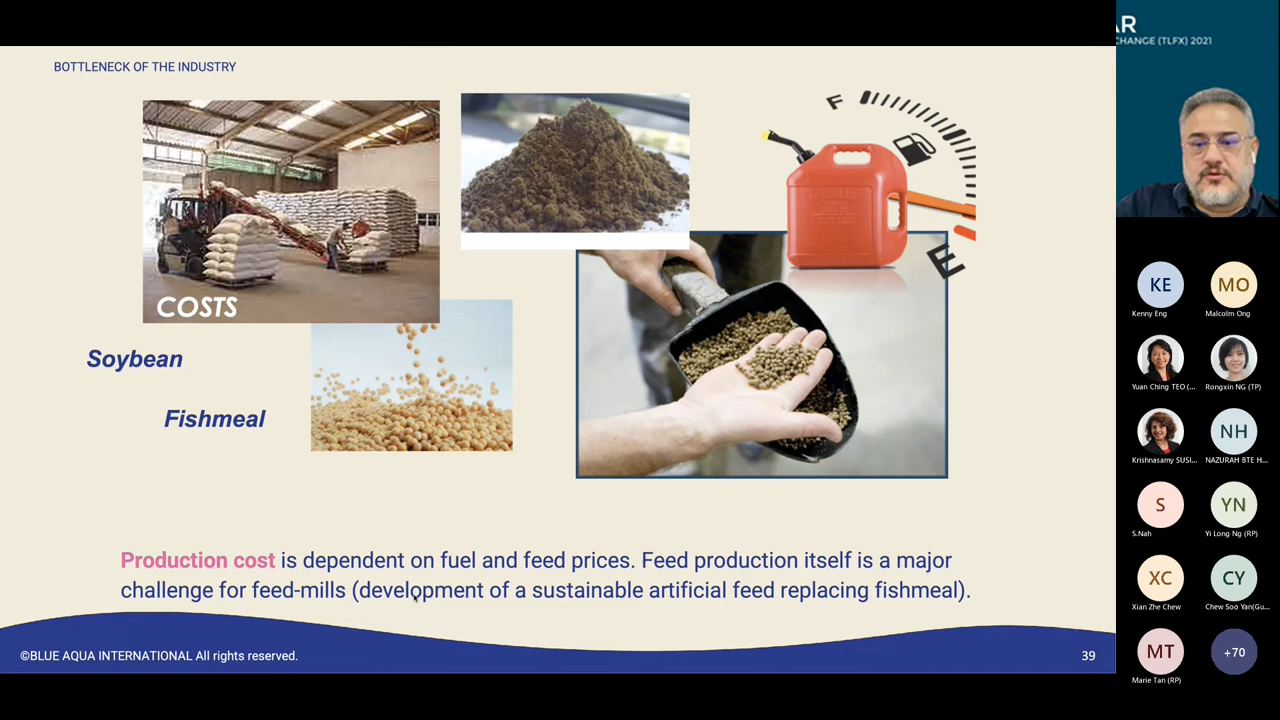 AR
CHANGE (TLFX) 2021
BOTTLENECK OF THE INDUSTRY
F
E
COSTS
Soybean
Fishmeal
Production cost is dependent on fuel and feed prices. Feed production itself is a major
challenge for feed-mills (development of a sustainable artificial feed replacing fishmeal).
©BLUE AQUA INTERNATIONAL All rights reserved.
39
KE
Kenny Eng
MO
Malcolm Ong
Yuan Ching TEO (...
Rongxin NG (TP)
Krishnasamy SUSI...
NH
NAZURAH BTE H...
S
S.Nah
YN
Yi Long Ng (RP)
XC
Xian Zhe Chew
CY
Chew Soo Yan(Gu...
MT
Marie Tan (RP)
+70